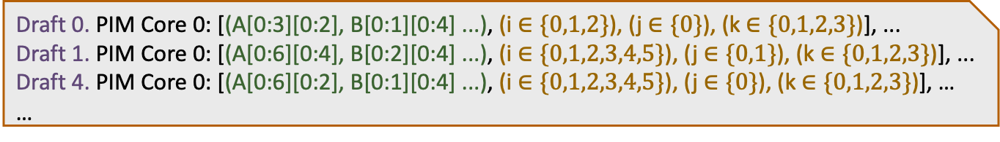 Draft 0. PIM Core 0: [(A[0:3][0:2], B[0:1][0:4] ...), (i ∈ {0,1,2}), (j ∈ {0}), (k ∈ {0,1,2,3})], ...
Draft 1. PIM Core 0: [(A[0:6][0:4], B[0:2][0:4] ...), (i ∈ {0,1,2,3,4,5}), (j ∈ {0,1}), (k ∈ {0,1,2,3})], ...
Draft 4. PIM Core 0: [(A[0:6][0:2], B[0:1][0:4] ...), (i ∈ {0,1,2,3,4,5}), (j ∈ {0}), (k ∈ {0,1,2,3})], ...
...